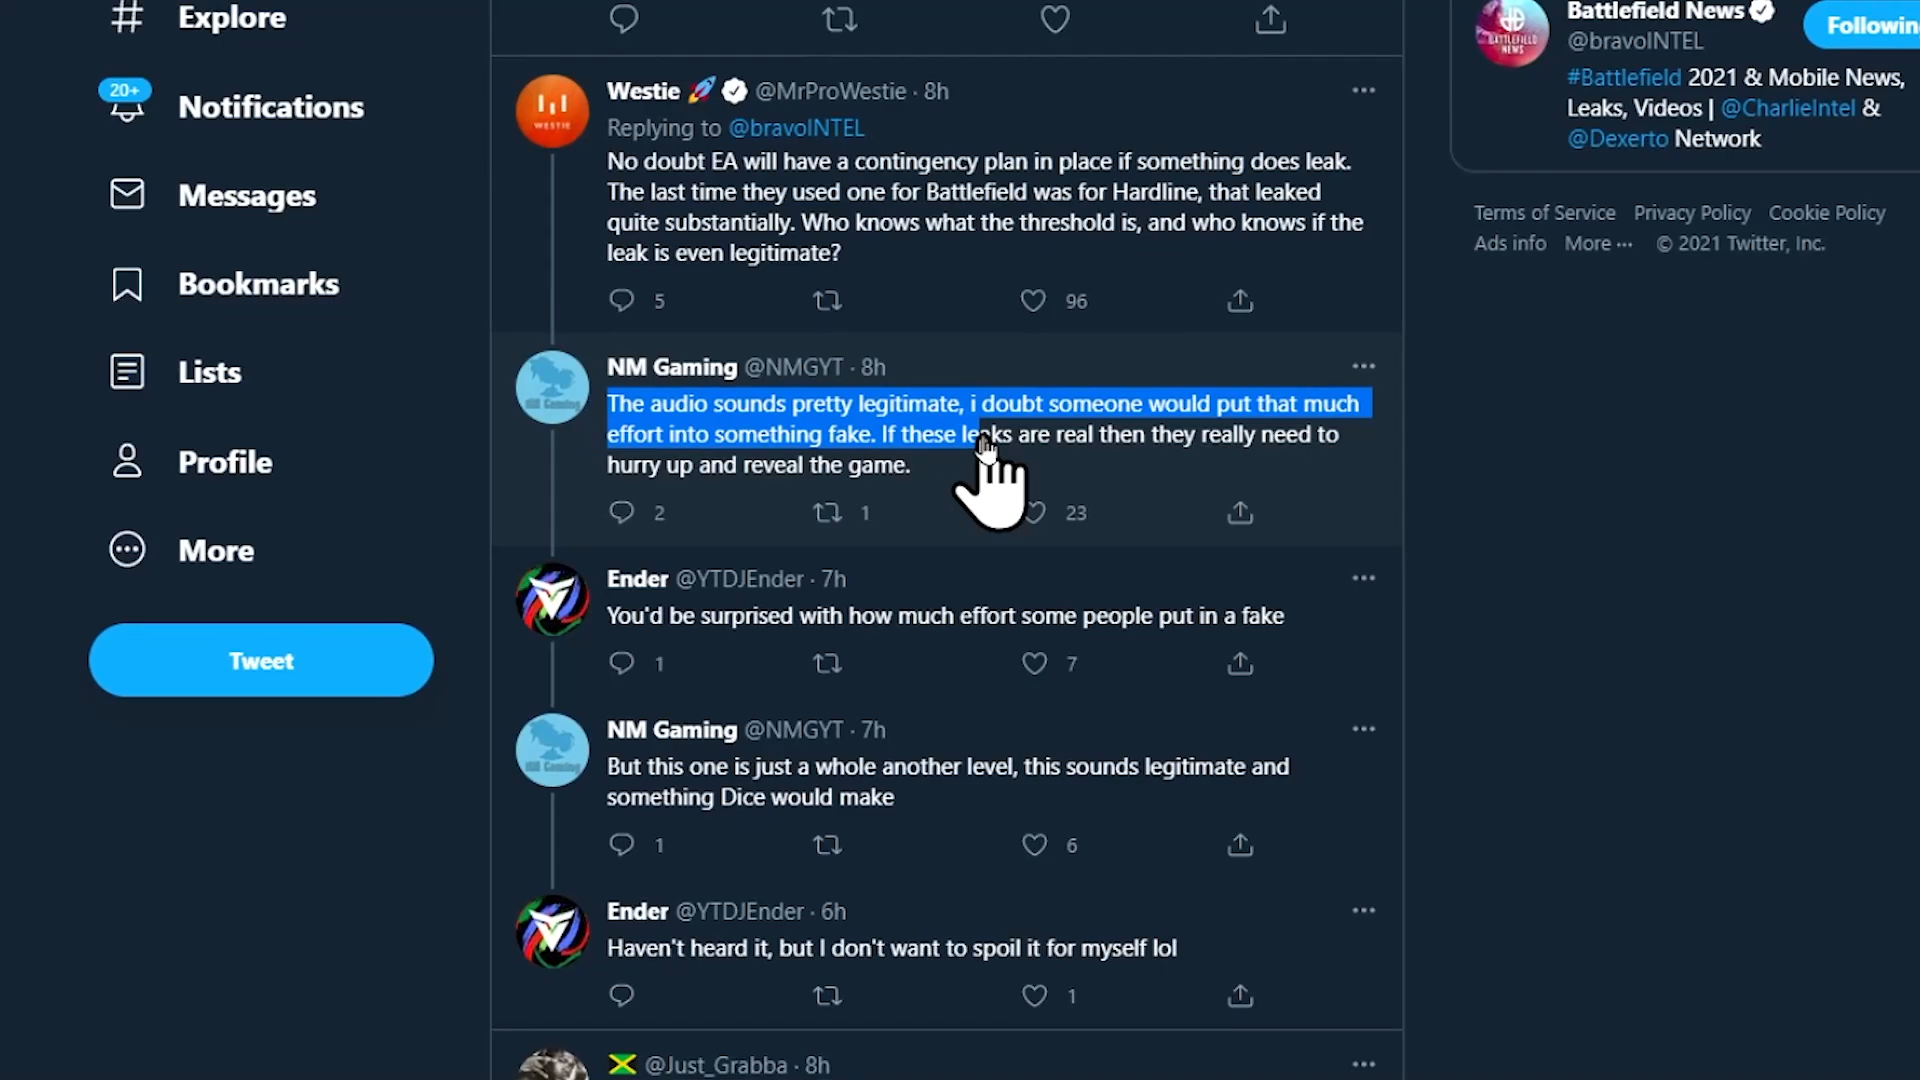 Explore
20+
Notifications
Messages
Bookmarks
Lists
Profile
More
Tweet
Westie @MrProWestie · 8h
Replying to @bravoINTEL
No doubt EA will have a contingency plan in place if something does leak.
The last time they used one for Battlefield was for Hardline, that leaked
quite substantially. Who knows what the threshold is, and who knows if the
leak is even legitimate?
5 96
WESTIE
NM Gaming @NMGYT · 8h
The audio sounds pretty legitimate, i doubt someone would put that much
effort into something fake. If these leaks are real then they really need to
hurry up and reveal the game.
2 1 23
NM Gaming
Ender @YTDJEnder · 7h
You'd be surprised with how much effort some people put in a fake
1 7
NM Gaming @NMGYT · 7h
But this one is just a whole another level, this sounds legitimate and
something Dice would make
1 6
NM Gaming
Ender @YTDJEnder · 6h
Haven't heard it, but I don't want to spoil it for myself lol
1
@Just_Grabba · 8h
Battlefield News
@bravoINTEL
Followin
BATTLEFIELD
NEWS
#Battlefield 2021 & Mobile News,
Leaks, Videos | @CharlieIntel &
@Dexerto Network
Terms of Service Privacy Policy Cookie Policy
Ads info More ··· © 2021 Twitter, Inc.